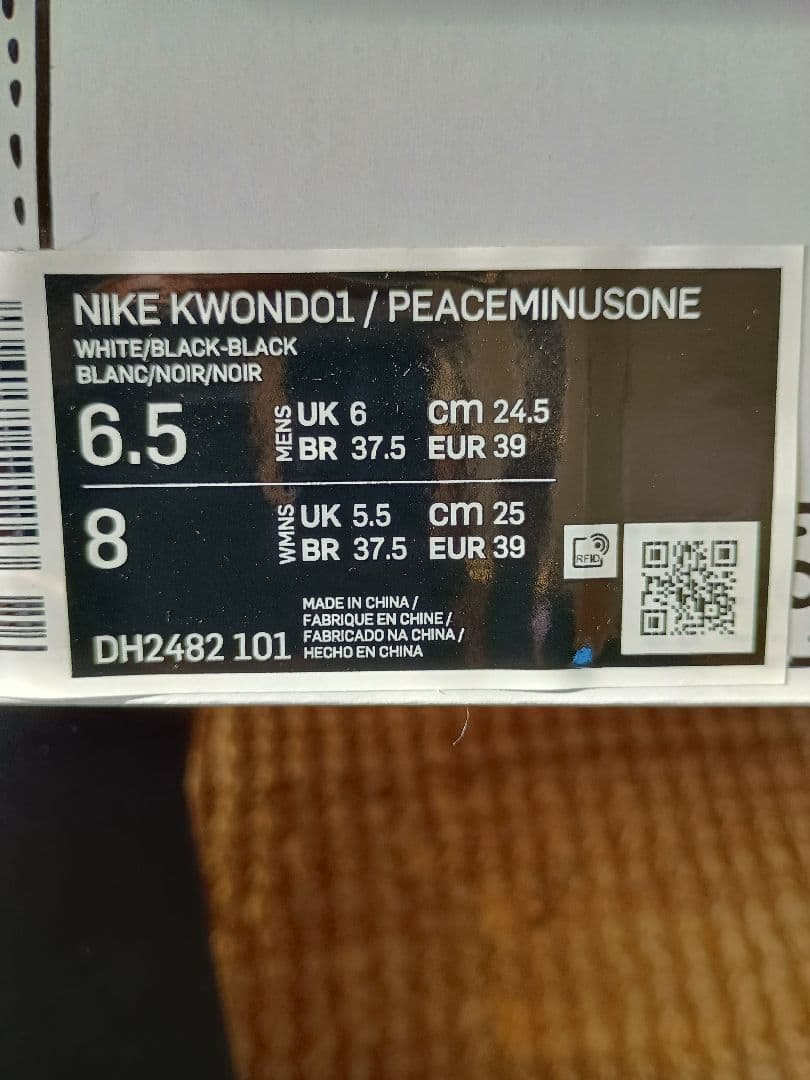 NIKE KWONDO1 / PEACEMINUSONE
WHITE/BLACK-BLACK
BLANC/NOIR/NOIR
6.5 MENS UK 6 cm 24.5
BR 37.5 EUR 39
8 WMNS UK 5.5 cm 25
BR 37.5 EUR 39
RFID
MADE IN CHINA /
FABRIQUE EN CHINE /
FABRICADO NA CHINA /
HECHO EN CHINA
DH2482 101